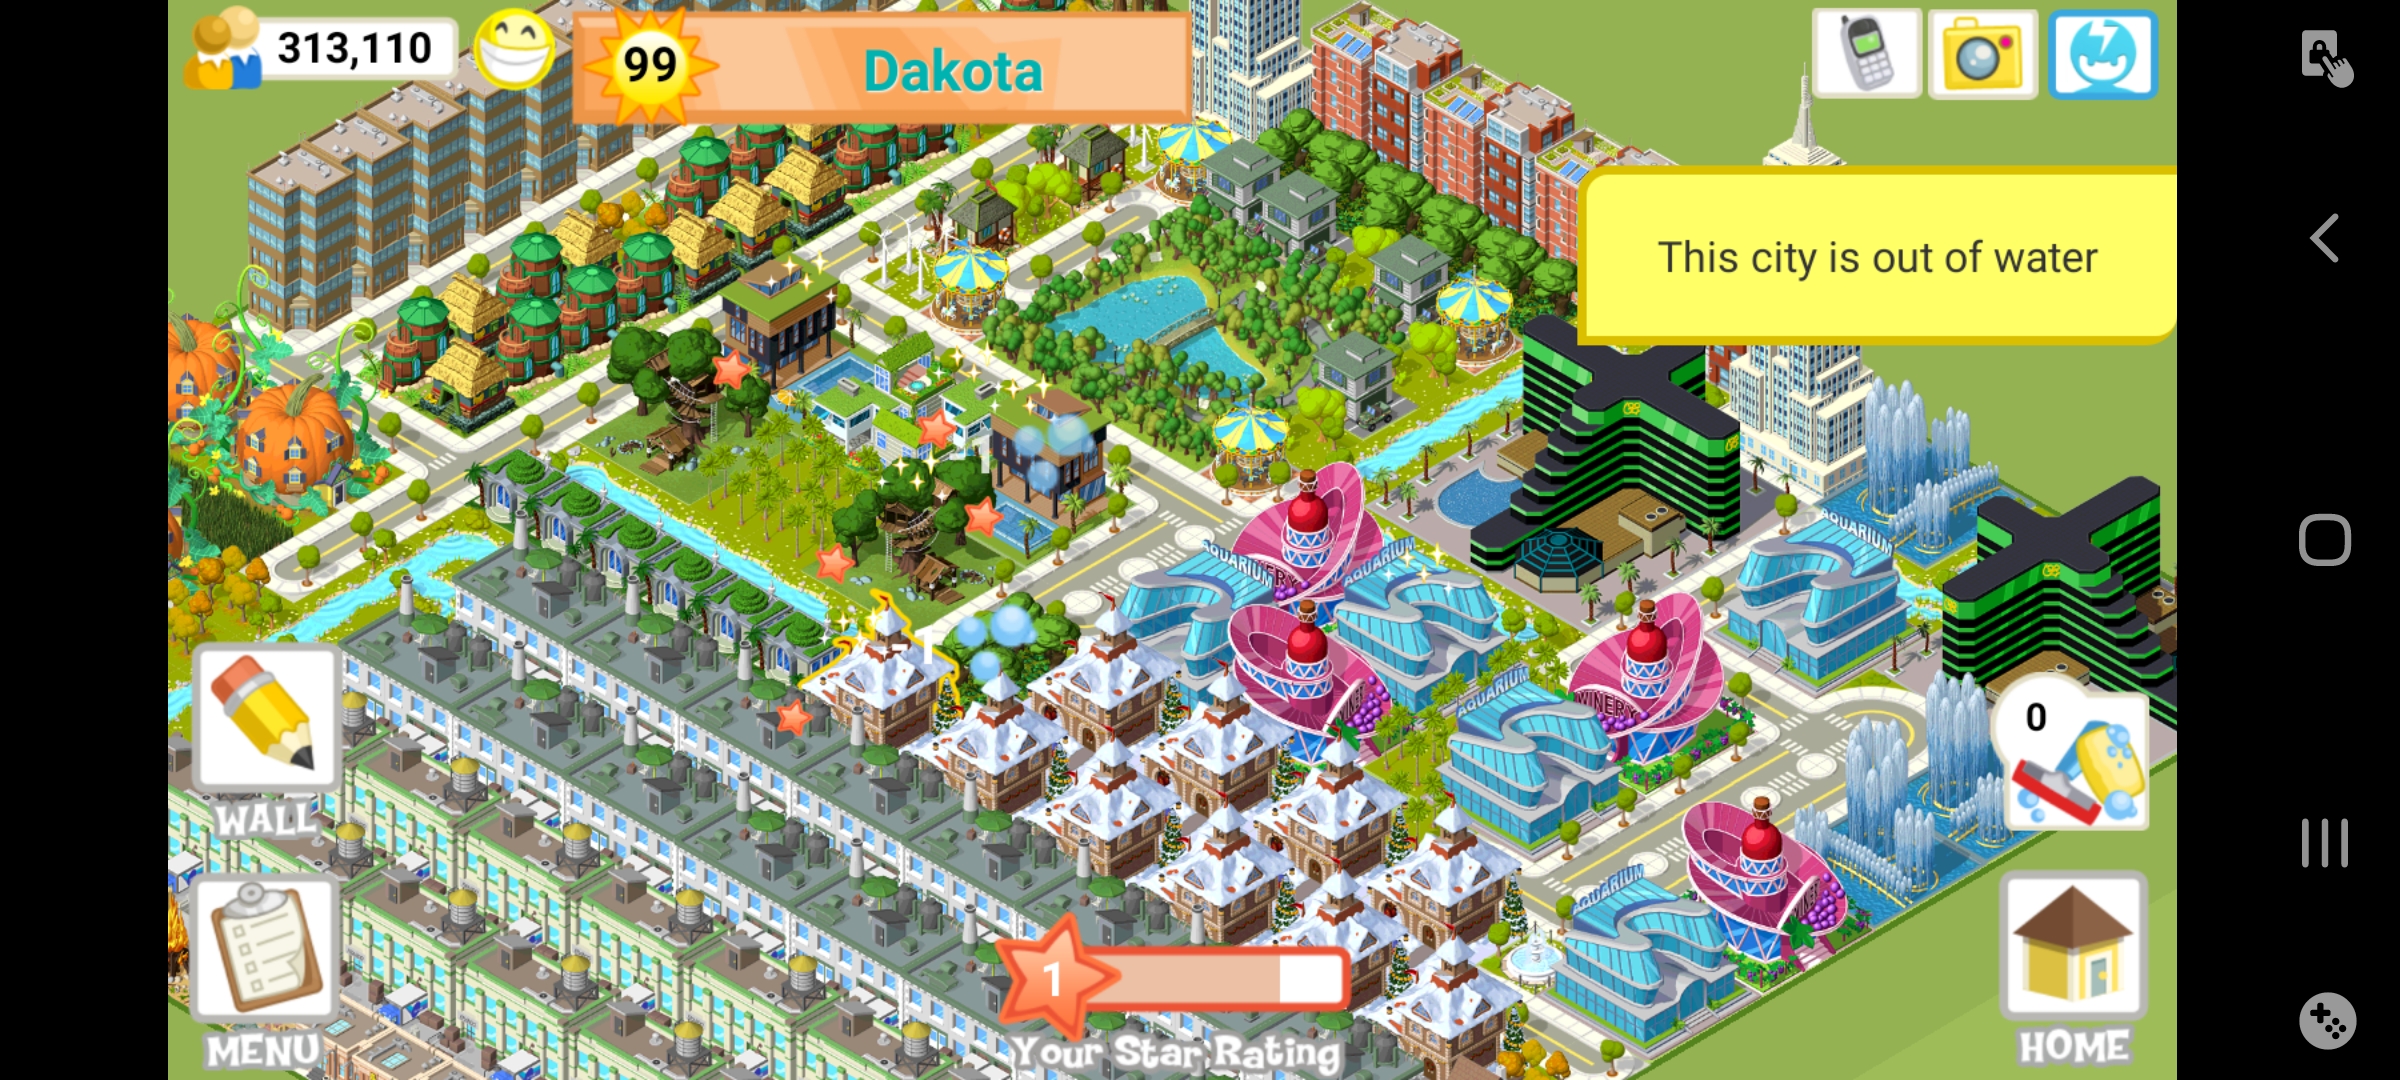 313,110
99
Dakota
This city is out of water
AQUARIUM
AQUARIUM
AQUARIUM
-1
WINERY
AQUARIUM
0
WALL
AQUARIUM
1
MENU
Your Star Rating
HOME